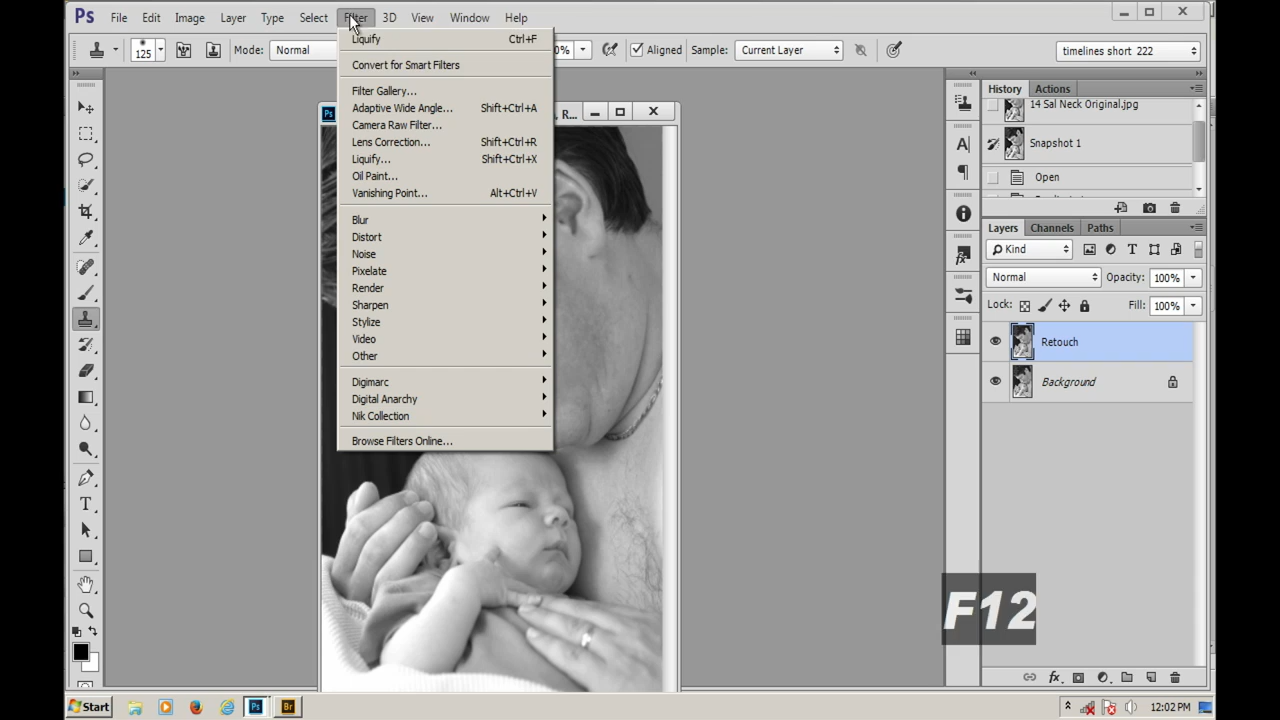 Ps File Edit Image Layer Type Select Filter 3D View Window Help
125 Mode: Normal 0% Aligned Sample: Current Layer timelines short 222
Liquify Ctrl+F
Convert for Smart Filters
Filter Gallery...
Adaptive Wide Angle... Shift+Ctrl+A
Camera Raw Filter...
Lens Correction... Shift+Ctrl+R
Liquify... Shift+Ctrl+X
Oil Paint...
Vanishing Point... Alt+Ctrl+V
Blur
Distort
Noise
Pixelate
Render
Sharpen
Stylize
Video
Other
Digimarc
Digital Anarchy
Nik Collection
Browse Filters Online...
Ps , R...
History Actions
14 Sal Neck Original.jpg
Snapshot 1
Open
Layers Channels Paths
Kind
Normal Opacity: 100%
Lock: Fill: 100%
Retouch
Background
F12
Start Ps Br 12:02 PM